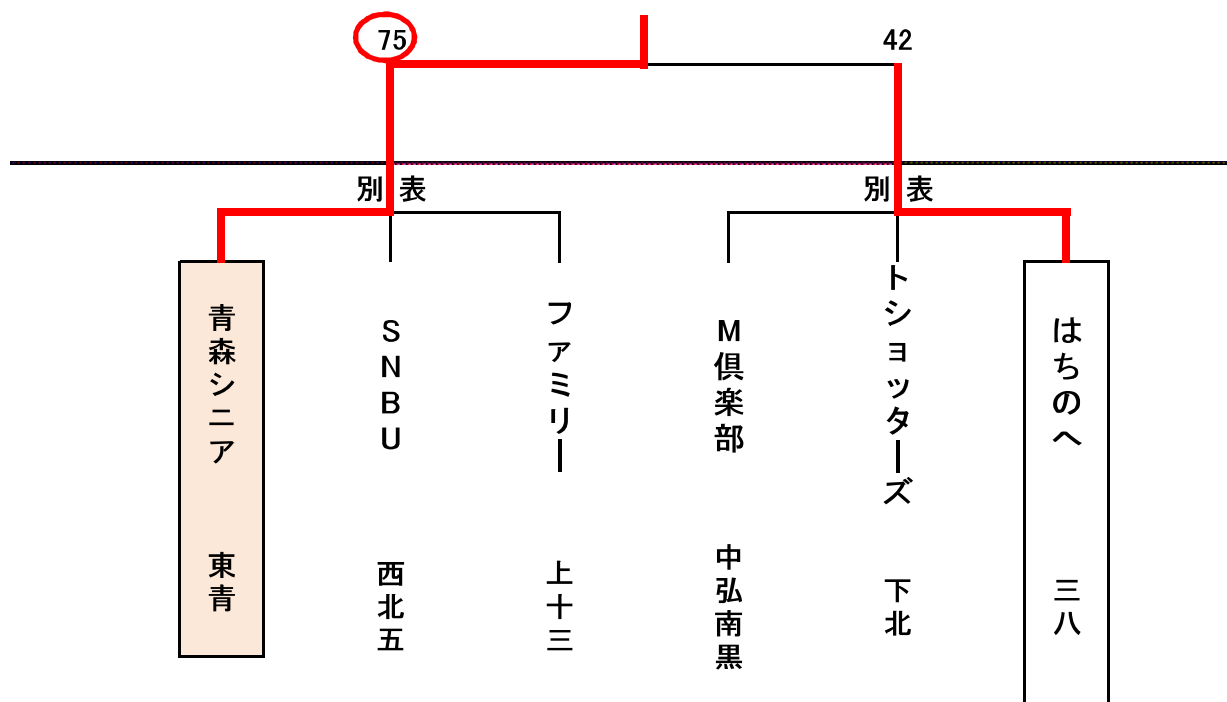 75
42
別表
別表
青森シニア 東青
SNBU 西北五
ファミリー 上十三
M倶楽部 中弘南黒
トショッターズ 下北
はちのへ 三八